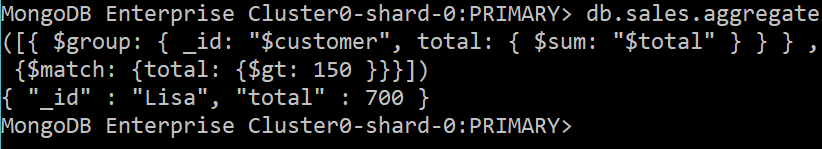 MongoDB Enterprise Cluster0-shard-0:PRIMARY> db.sales.aggregate
([{ $group: { _id: "$customer", total: { $sum: "$total" } } } ,
 {$match: {total: {$gt: 150 }}}])
{ "_id" : "Lisa", "total" : 700 }
MongoDB Enterprise Cluster0-shard-0:PRIMARY>